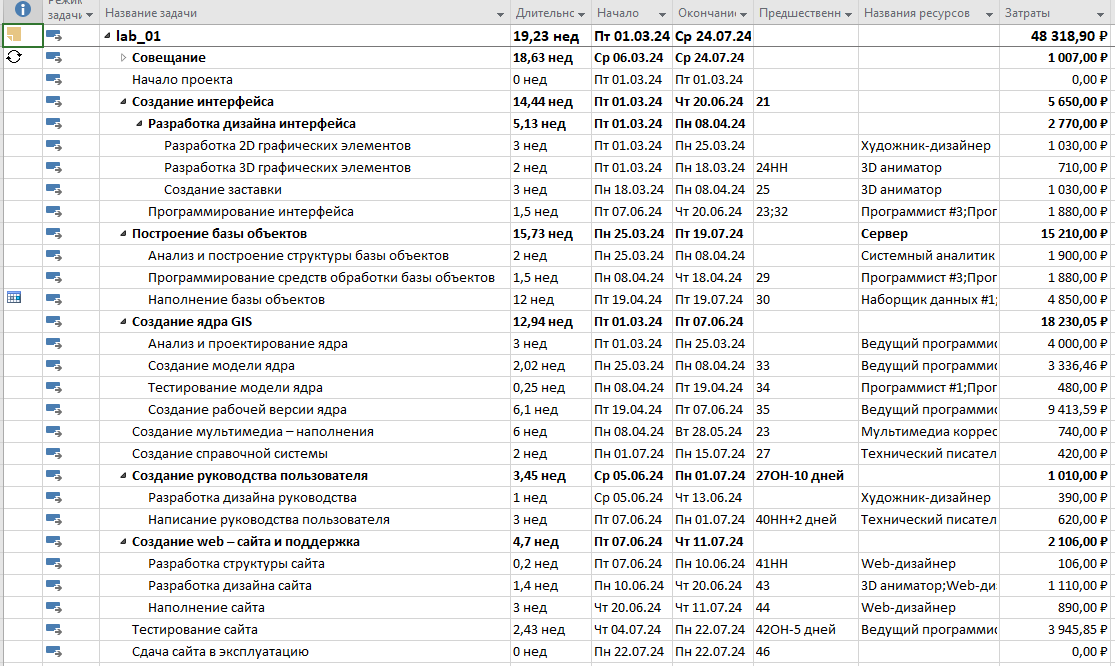 Режим задачи Название задачи Длительнс Начало Окончани Предшественн Названия ресурсов Затраты
lab_01 19,23 нед Пт 01.03.24 Ср 24.07.24 48 318,90 ₽
Совещание 18,63 нед Ср 06.03.24 Ср 24.07.24 1 007,00 ₽
Начало проекта 0 нед Пт 01.03.24 Пт 01.03.24 0,00 ₽
Создание интерфейса 14,44 нед Пт 01.03.24 Чт 20.06.24 21 5 650,00 ₽
Разработка дизайна интерфейса 5,13 нед Пт 01.03.24 Пн 08.04.24 2 770,00 ₽
Разработка 2D графических элементов 3 нед Пт 01.03.24 Пн 25.03.24 Художник-дизайнер 1 030,00 ₽
Разработка 3D графических элементов 2 нед Пт 01.03.24 Пн 18.03.24 24НН 3D аниматор 710,00 ₽
Создание заставки 3 нед Пн 18.03.24 Пн 08.04.24 25 3D аниматор 1 030,00 ₽
Программирование интерфейса 1,5 нед Пт 07.06.24 Чт 20.06.24 23;32 Программист #3;Прог 1 880,00 ₽
Построение базы объектов 15,73 нед Пн 25.03.24 Пт 19.07.24 Сервер 15 210,00 ₽
Анализ и построение структуры базы объектов 2 нед Пн 25.03.24 Пн 08.04.24 Системный аналитик 1 900,00 ₽
Программирование средств обработки базы объектов 1,5 нед Пн 08.04.24 Чт 18.04.24 29 Программист #3;Прог 1 880,00 ₽
Наполнение базы объектов 12 нед Пт 19.04.24 Пт 19.07.24 30 Наборщик данных #1; 4 850,00 ₽
Создание ядра GIS 12,94 нед Пт 01.03.24 Пт 07.06.24 18 230,05 ₽
Анализ и проектирование ядра 3 нед Пт 01.03.24 Пн 25.03.24 Ведущий программис 4 000,00 ₽
Создание модели ядра 2,02 нед Пн 25.03.24 Пн 08.04.24 33 Ведущий программис 3 336,46 ₽
Тестирование модели ядра 0,25 нед Пн 08.04.24 Пт 19.04.24 34 Программист #1;Прог 480,00 ₽
Создание рабочей версии ядра 6,1 нед Пт 19.04.24 Пт 07.06.24 35 Ведущий программис 9 413,59 ₽
Создание мультимедиа – наполнения 6 нед Пн 08.04.24 Вт 28.05.24 23 Мультимедиа коррес 740,00 ₽
Создание справочной системы 2 нед Пн 01.07.24 Пн 15.07.24 27 Технический писател 420,00 ₽
Создание руководства пользователя 3,45 нед Ср 05.06.24 Пн 01.07.24 27ОН-10 дней 1 010,00 ₽
Разработка дизайна руководства 1 нед Ср 05.06.24 Чт 13.06.24 Художник-дизайнер 390,00 ₽
Написание руководства пользователя 3 нед Пт 07.06.24 Пн 01.07.24 40НН+2 дней Технический писател 620,00 ₽
Создание web – сайта и поддержка 4,7 нед Пт 07.06.24 Чт 11.07.24 2 106,00 ₽
Разработка структуры сайта 0,2 нед Пт 07.06.24 Пн 10.06.24 41НН Web-дизайнер 106,00 ₽
Разработка дизайна сайта 1,4 нед Пн 10.06.24 Чт 20.06.24 43 3D аниматор;Web-ди 1 110,00 ₽
Наполнение сайта 3 нед Чт 20.06.24 Чт 11.07.24 44 Web-дизайнер 890,00 ₽
Тестирование сайта 2,43 нед Чт 04.07.24 Пн 22.07.24 42ОН-5 дней Ведущий программис 3 945,85 ₽
Сдача сайта в эксплуатацию 0 нед Пн 22.07.24 Пн 22.07.24 46 0,00 ₽